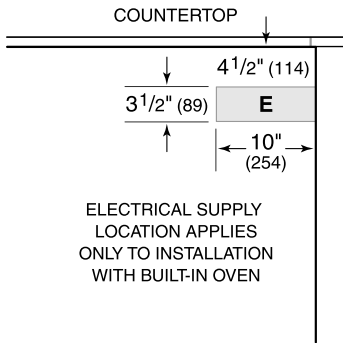 COUNTERTOP
4 1/2" (114)
3 1/2" (89)
E
10"
(254)
ELECTRICAL SUPPLY
LOCATION APPLIES
ONLY TO INSTALLATION
WITH BUILT-IN OVEN